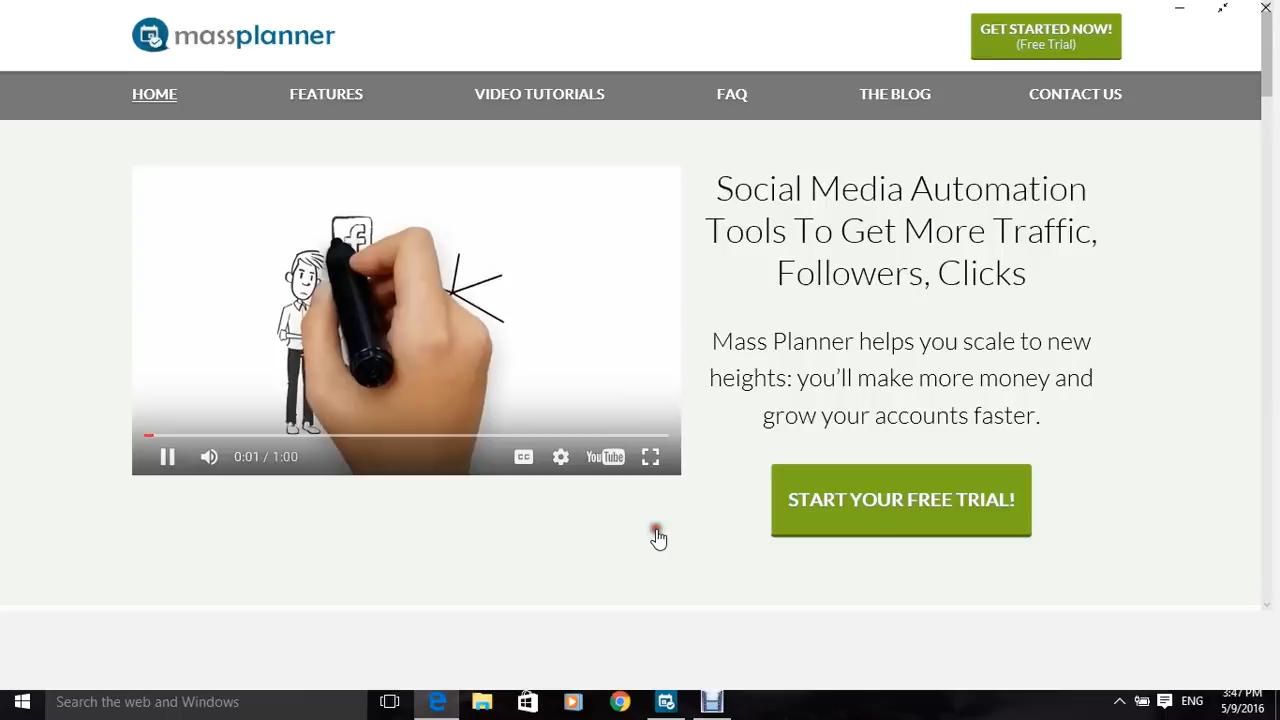 massplanner
GET STARTED NOW!
(Free Trial)
HOME
FEATURES
VIDEO TUTORIALS
FAQ
THE BLOG
CONTACT US
f
0:01 / 1:00
CC
YouTube
Social Media Automation
Tools To Get More Traffic,
Followers, Clicks
Mass Planner helps you scale to new
heights: you'll make more money and
grow your accounts faster.
START YOUR FREE TRIAL!
Search the web and Windows
ENG
3:47 PM
5/9/2016